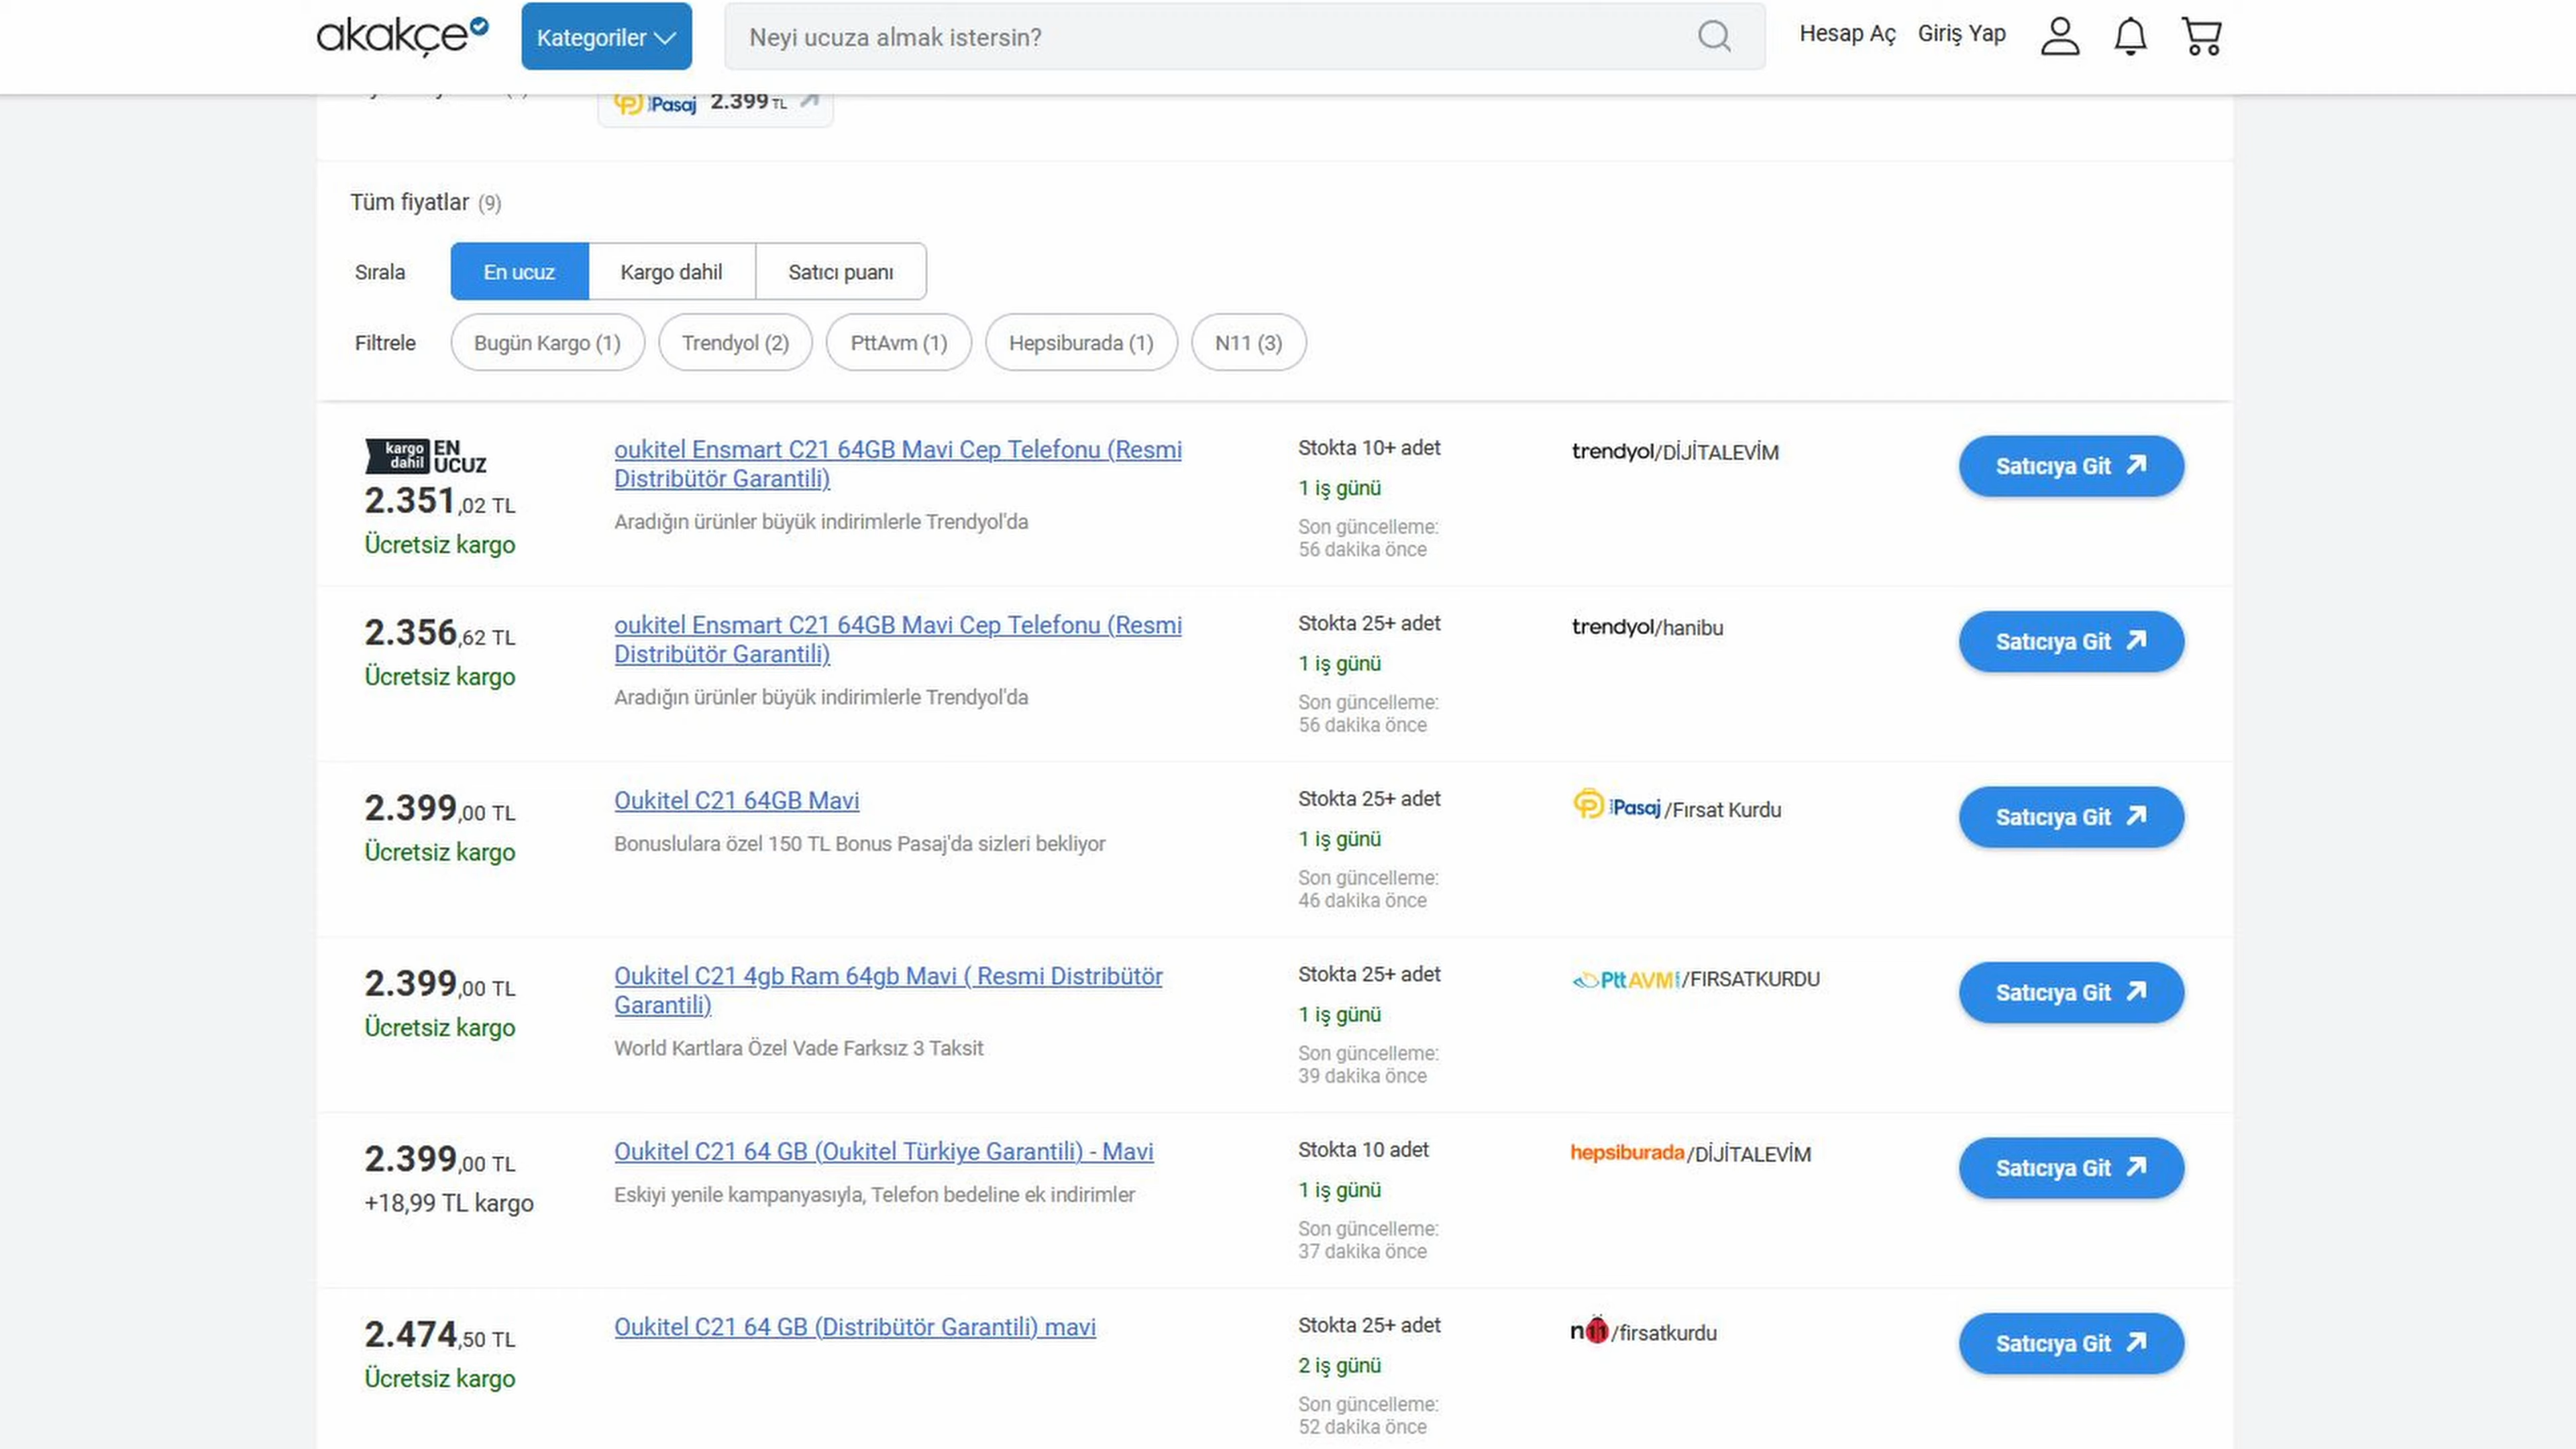 akakçe
Kategoriler
Neyi ucuza almak istersin?
Hesap Aç
Giriş Yap
Pasaj 2.399 TL
Tüm fiyatlar (9)
Sırala
En ucuz
Kargo dahil
Satıcı puanı
Filtrele
Bugün Kargo (1)
Trendyol (2)
PttAvm (1)
Hepsiburada (1)
N11 (3)
kargo dahil EN UCUZ
2.351,02 TL
Ücretsiz kargo
oukitel Ensmart C21 64GB Mavi Cep Telefonu (Resmi
Distribütör Garantili)
Aradığın ürünler büyük indirimlerle Trendyol'da
Stokta 10+ adet
1 iş günü
Son güncelleme:
56 dakika önce
trendyol/DİJİTALEVİM
Satıcıya Git
2.356,62 TL
Ücretsiz kargo
oukitel Ensmart C21 64GB Mavi Cep Telefonu (Resmi
Distribütör Garantili)
Aradığın ürünler büyük indirimlerle Trendyol'da
Stokta 25+ adet
1 iş günü
Son güncelleme:
56 dakika önce
trendyol/hanibu
Satıcıya Git
2.399,00 TL
Ücretsiz kargo
Oukitel C21 64GB Mavi
Bonuslulara özel 150 TL Bonus Pasaj'da sizleri bekliyor
Stokta 25+ adet
1 iş günü
Son güncelleme:
46 dakika önce
Pasaj/Fırsat Kurdu
Satıcıya Git
2.399,00 TL
Ücretsiz kargo
Oukitel C21 4gb Ram 64gb Mavi ( Resmi Distribütör
Garantili)
World Kartlara Özel Vade Farksız 3 Taksit
Stokta 25+ adet
1 iş günü
Son güncelleme:
39 dakika önce
PttAVM/FIRSATKURDU
Satıcıya Git
2.399,00 TL
+18,99 TL kargo
Oukitel C21 64 GB (Oukitel Türkiye Garantili) - Mavi
Eskiyi yenile kampanyasıyla, Telefon bedeline ek indirimler
Stokta 10 adet
1 iş günü
Son güncelleme:
37 dakika önce
hepsiburada/DİJİTALEVİM
Satıcıya Git
2.474,50 TL
Ücretsiz kargo
Oukitel C21 64 GB (Distribütör Garantili) mavi
Stokta 25+ adet
2 iş günü
Son güncelleme:
52 dakika önce
n11/firsatkurdu
Satıcıya Git